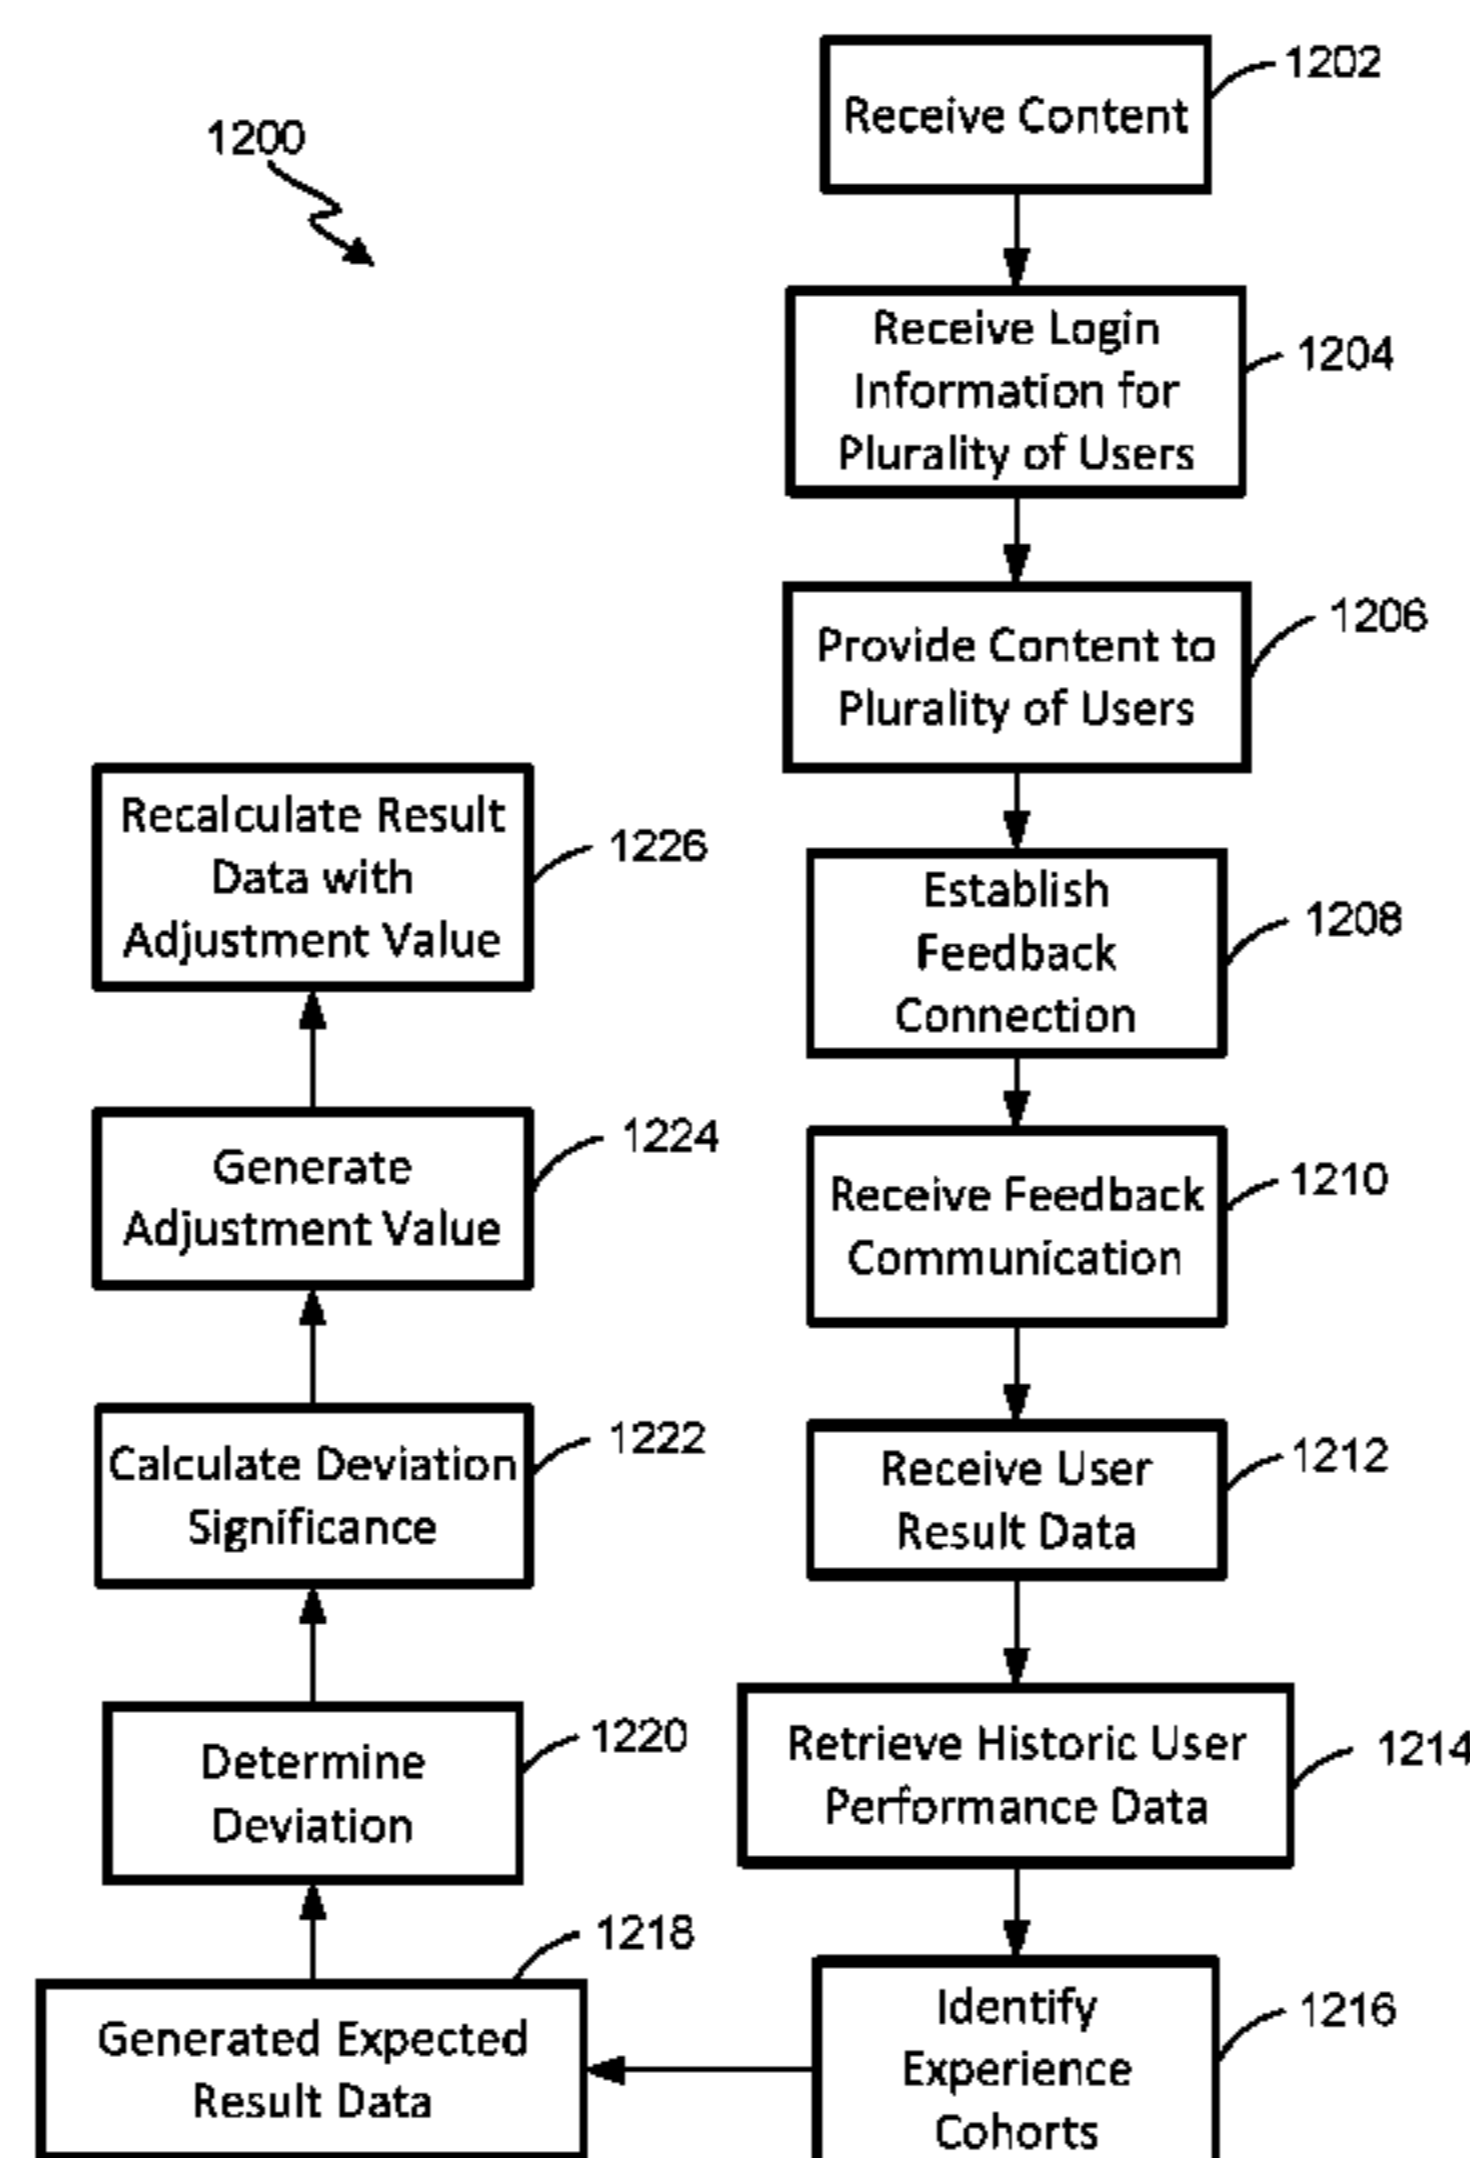 1200
Receive Content
1202
Receive Login
Information for
Plurality of Users
1204
Provide Content to
Plurality of Users
1206
Establish
Feedback
Connection
1208
Receive Feedback
Communication
1210
Receive User
Result Data
1212
Retrieve Historic User
Performance Data
1214
Identify
Experience
Cohorts
1216
Generated Expected
Result Data
1218
Determine
Deviation
1220
Calculate Deviation
Significance
1222
Generate
Adjustment Value
1224
Recalculate Result
Data with
Adjustment Value
1226